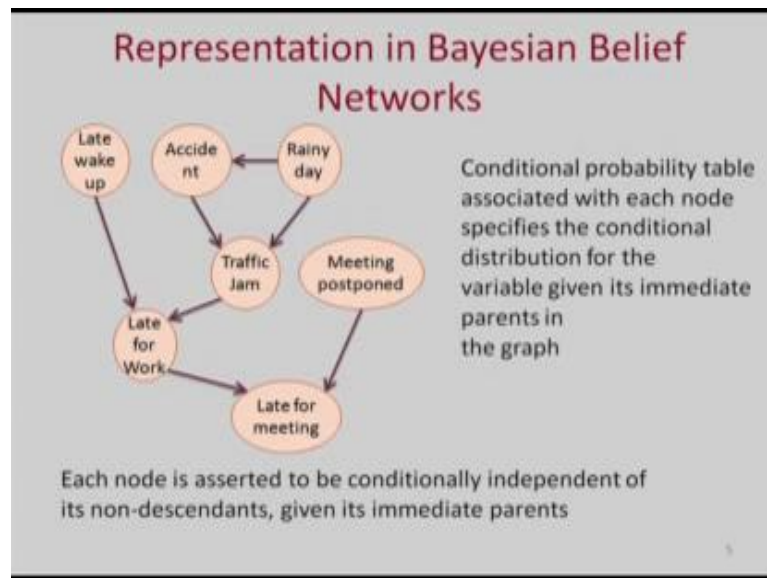 Representation in Bayesian Belief
Networks
Late
wake
up
Accide
nt
Rainy
day
Traffic
Jam
Meeting
postponed
Late
for
Work
Late for
meeting
Conditional probability table
associated with each node
specifies the conditional
distribution for the
variable given its immediate
parents in
the graph
Each node is asserted to be conditionally independent of
its non-descendants, given its immediate parents
5